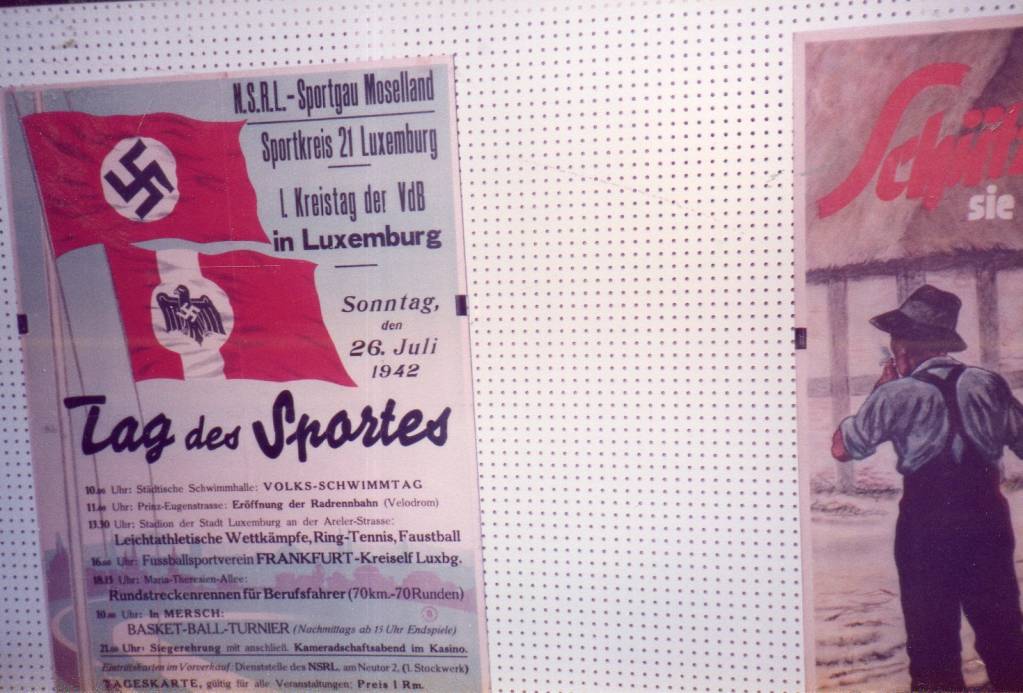 N.S.R.L.-Sportgau Moselland
Sportkreis 21 Luxemburg
I. Kreistag der VdB
in Luxemburg
Sonntag,
den
26. Juli
1942
Tag des Sportes
10.00 Uhr: Städtische Schwimmhalle: VOLKS-SCHWIMMTAG
11.00 Uhr: Prinz-Eugenstrasse: Eröffnung der Radrennbahn (Velodrom)
13.30 Uhr: Stadion der Stadt Luxemburg an der Areler-Strasse:
Leichtathletische Wettkämpfe, Ring-Tennis, Faustball
16.00 Uhr: Fussballsportverein FRANKFURT-Kreiself Luxbg.
18.15 Uhr: Maria-Theresien-Allee:
Rundstreckenrennen für Berufsfahrer (70km.-70Runden)
10.00 Uhr: In MERSCH:
BASKET-BALL-TURNIER (Nachmittags ab 15 Uhr Endspiele)
21.00 Uhr: Siegerehrung mit anschließ. Kameradschaftsabend im Kasino.
Eintrittskarten im Vorverkauf: Dienststelle des NSRL. am Neutor 2, (1. Stockwerk)
TAGESKARTE, gültig für alle Veranstaltungen: Preis 1 Rm.
sie